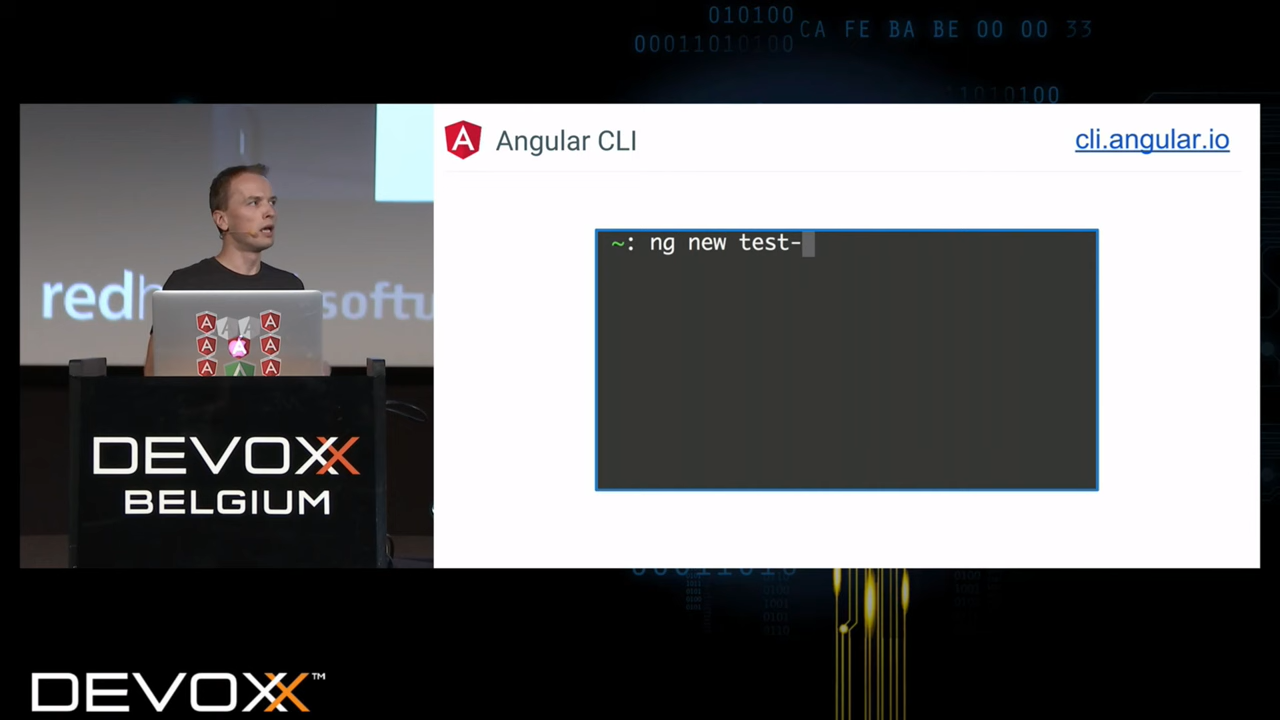 010100
00011010100
CA FE BA BE 00 00 33
11010100
Angular CLI
cli.angular.io
~: ng new test-
redh
softw
DEVOXX
BELGIUM
DEVOXX™